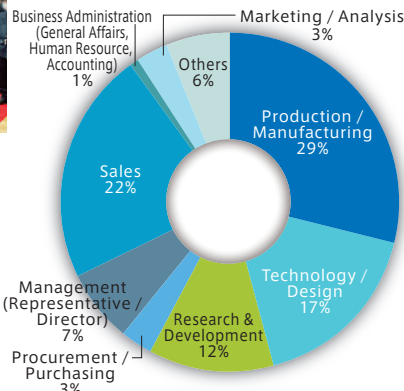 Business Administration
(General Affairs,
Human Resource,
Accounting)
1%
Marketing / Analysis
3%
Others
6%
Production /
Manufacturing
29%
Sales
22%
Technology /
Design
17%
Management
(Representative /
Director)
7%
Research &
Development
12%
Procurement /
Purchasing
3%